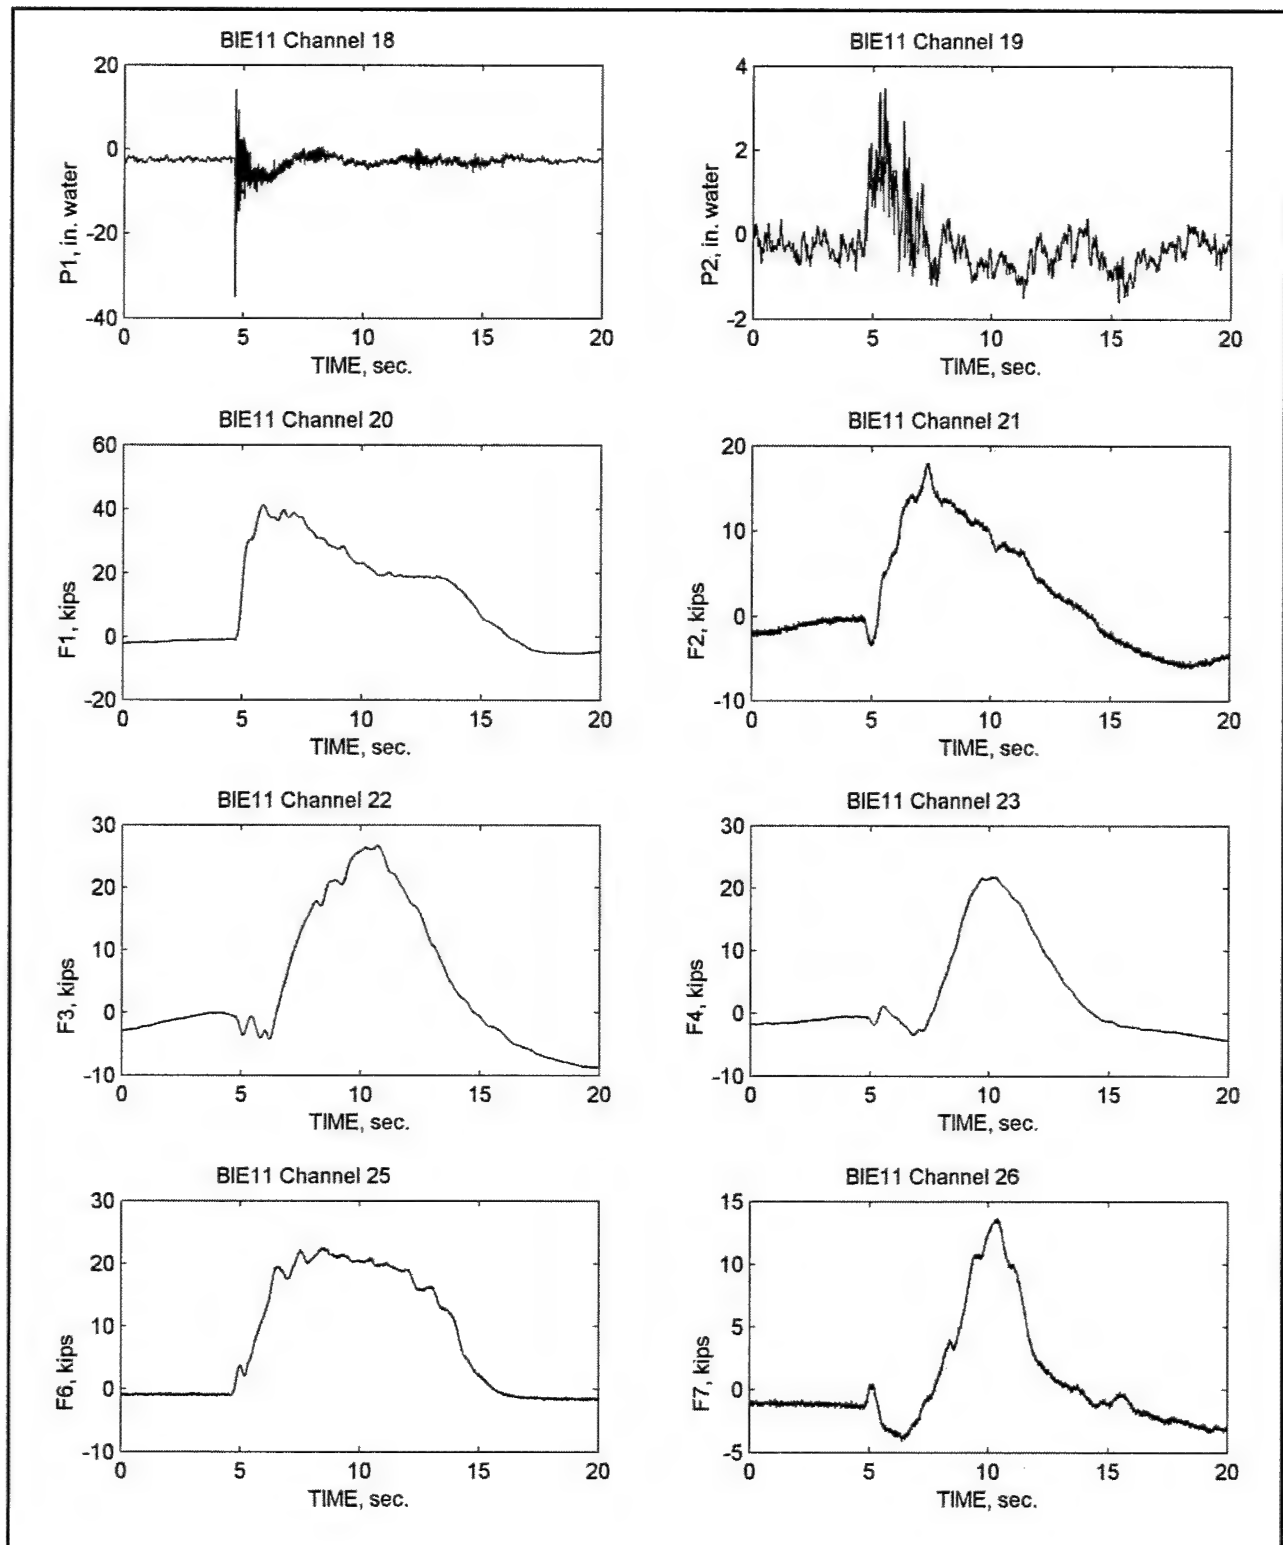 BIE11 Channel 18
20
0
-20
-40
P1, in. water
0 5 10 15 20
TIME, sec.
BIE11 Channel 19
4
2
0
-2
P2, in. water
0 5 10 15 20
TIME, sec.
BIE11 Channel 20
60
40
20
0
-20
F1, kips
0 5 10 15 20
TIME, sec.
BIE11 Channel 21
20
10
0
-10
F2, kips
0 5 10 15 20
TIME, sec.
BIE11 Channel 22
30
20
10
0
-10
F3, kips
0 5 10 15 20
TIME, sec.
BIE11 Channel 23
30
20
10
0
-10
F4, kips
0 5 10 15 20
TIME, sec.
BIE11 Channel 25
30
20
10
0
-10
F6, kips
0 5 10 15 20
TIME, sec.
BIE11 Channel 26
15
10
5
0
-5
F7, kips
0 5 10 15 20
TIME, sec.